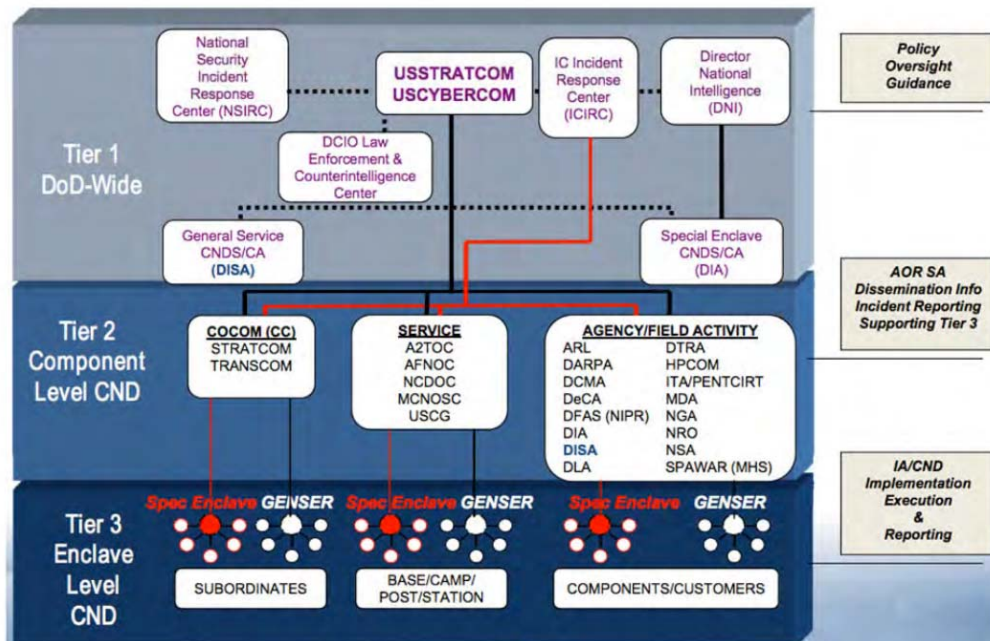 National
Security
Incident
Response
Center (NSIRC)
USSTRATCOM
USCYBERCOM
IC Incident
Response
Center
(ICIRC)
Director
National
Intelligence
(DNI)
Policy
Oversight
Guidance
DCIO Law
Enforcement &
Counterintelligence
Center
Tier 1
DoD-Wide
General Service
CNDS/CA
(DISA)
Special Enclave
CNDS/CA
(DIA)
AOR SA
Dissemination Info
Incident Reporting
Supporting Tier 3
Tier 2
Component
Level CND
COCOM (CC)
STRATCOM
TRANSCOM
SERVICE
A2TOC
AFNOC
NCDOC
MCNOSC
USCG
AGENCY/FIELD ACTIVITY
ARL DTRA
DARPA HPCOM
DCMA ITA/PENTCIRT
DeCA MDA
DFAS (NIPR) NGA
DIA NRO
DISA NSA
DLA SPAWAR (MHS)
IA/CND
Implementation
Execution
&
Reporting
Tier 3
Enclave
Level
CND
Spec Enclave GENSER
Spec Enclave GENSER
Spec Enclave GENSER
SUBORDINATES
BASE/CAMP/
POST/STATION
COMPONENTS/CUSTOMERS